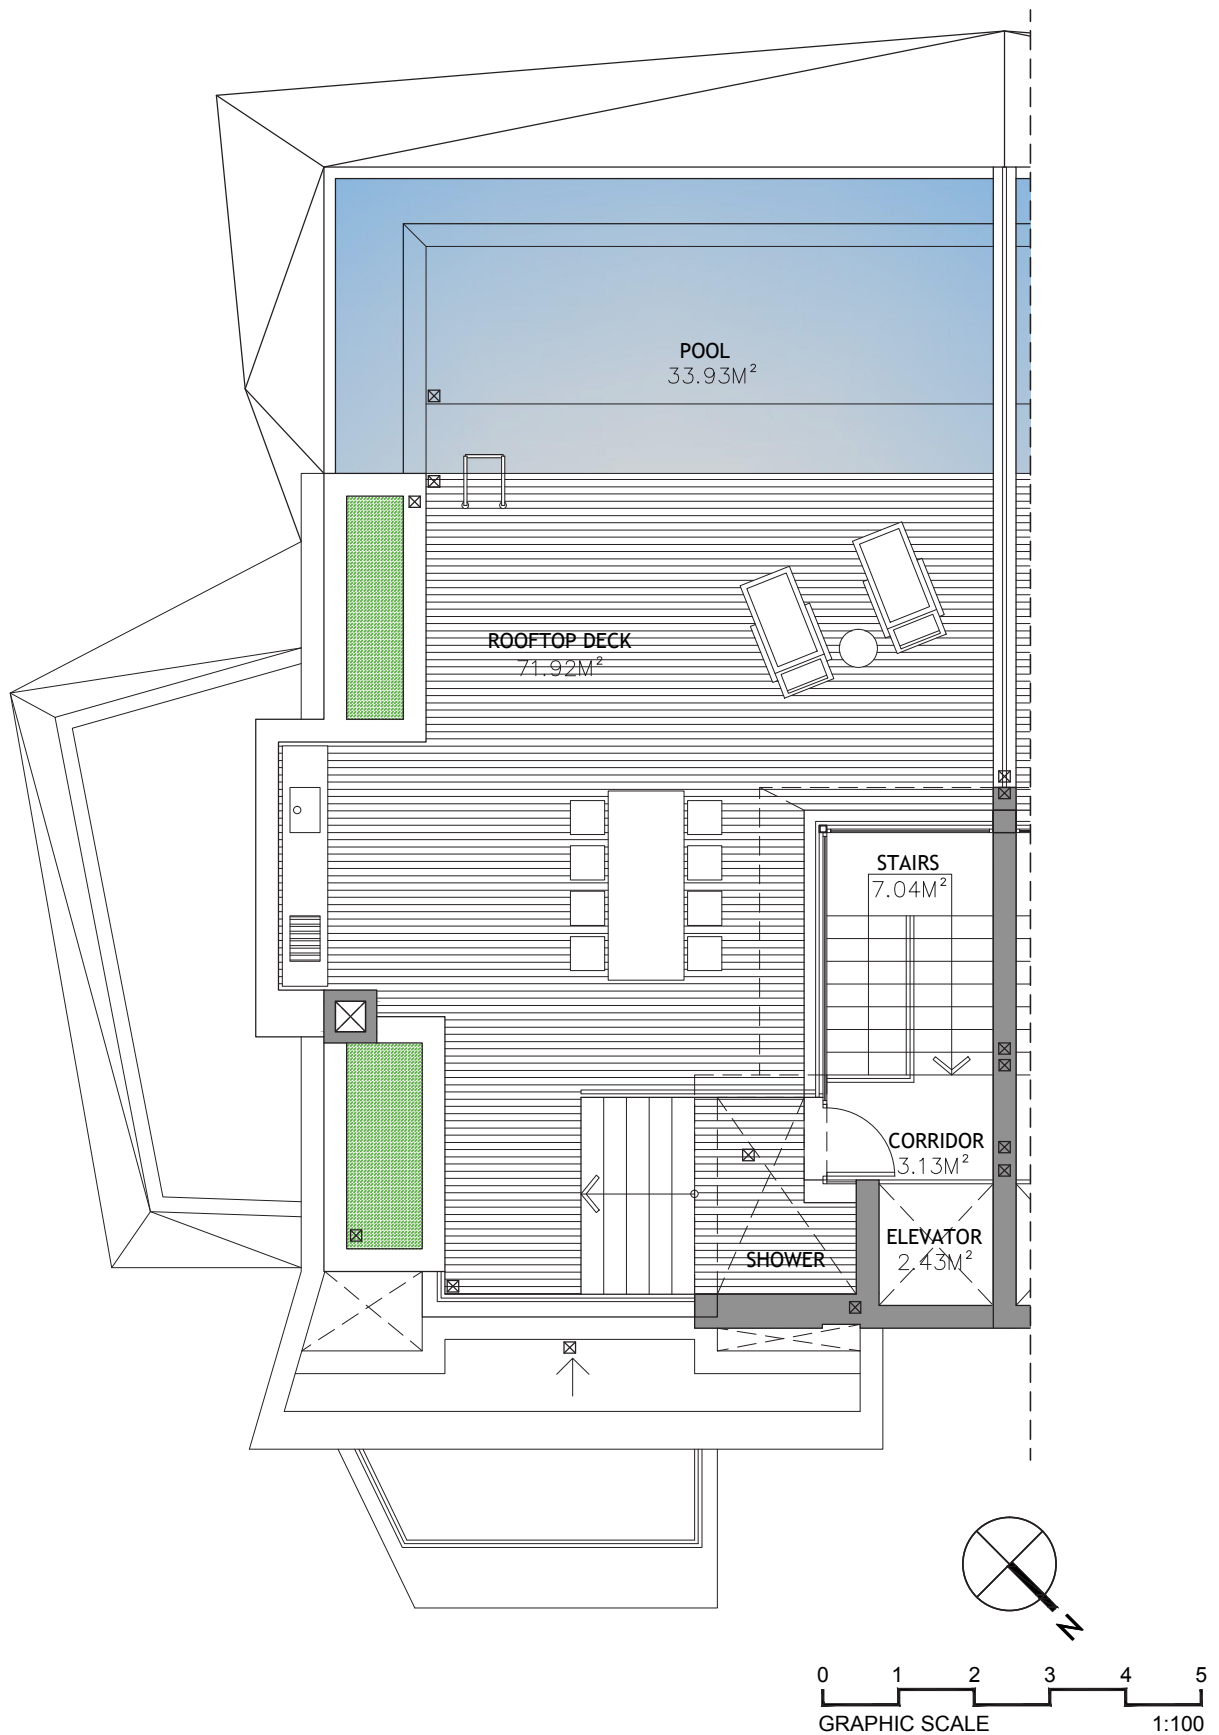 POOL
33.93M²
ROOFTOP DECK
71.92M²
STAIRS
7.04M²
CORRIDOR
3.13M²
ELEVATOR
2.43M²
SHOWER
N
0 1 2 3 4 5
GRAPHIC SCALE 1:100